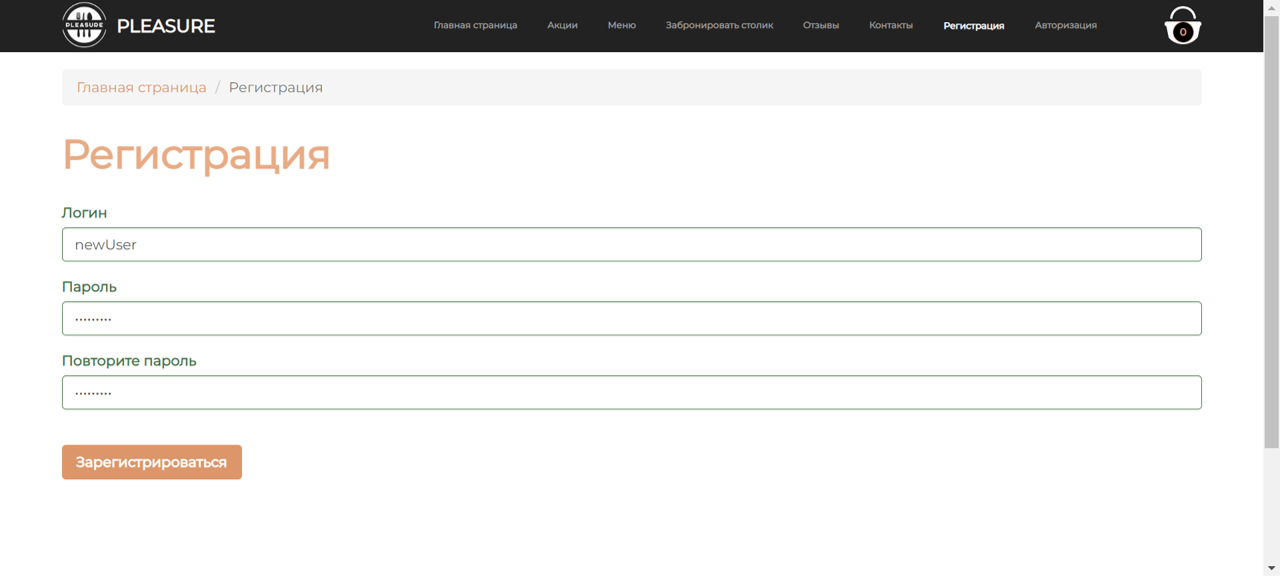 PLEASURE
PLEASURE
Главная страница Акции Меню Забронировать столик Отзывы Контакты Регистрация Авторизация
0
Главная страница / Регистрация
Регистрация
Логин
newUser
Пароль
•••••••••
Повторите пароль
•••••••••
Зарегистрироваться